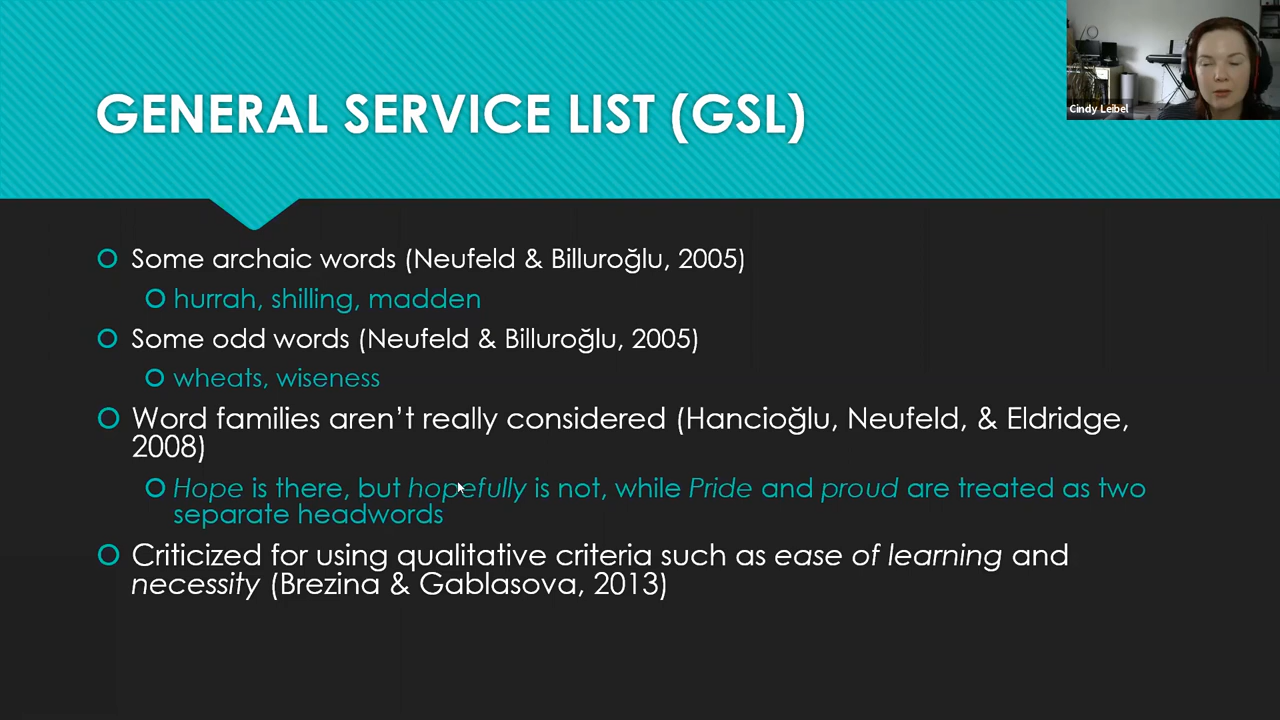 GENERAL SERVICE LIST (GSL)
Cindy Leibel
Some archaic words (Neufeld & Billuroğlu, 2005)
hurrah, shilling, madden
Some odd words (Neufeld & Billuroğlu, 2005)
wheats, wiseness
Word families aren't really considered (Hancioğlu, Neufeld, & Eldridge,
2008)
Hope is there, but hopefully is not, while Pride and proud are treated as two
separate headwords
Criticized for using qualitative criteria such as ease of learning and
necessity (Brezina & Gablasova, 2013)